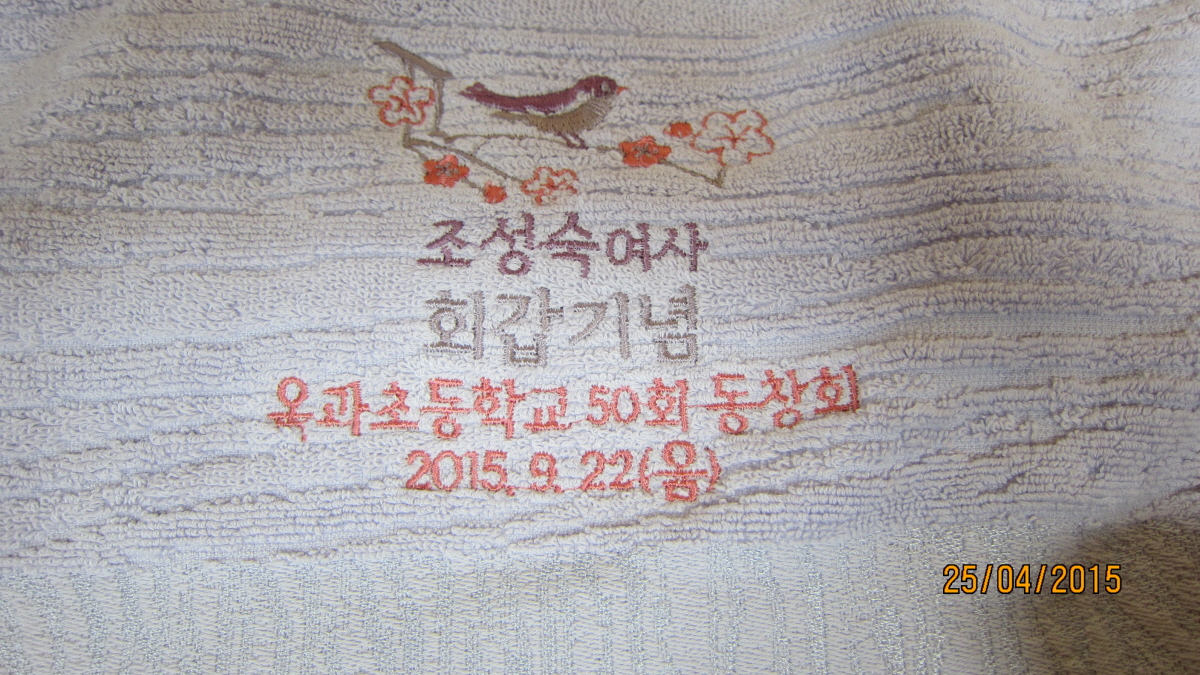 조성숙여사
회갑기념
옥과초등학교 50회 동창회
2015. 9. 22(음)
25/04/2015